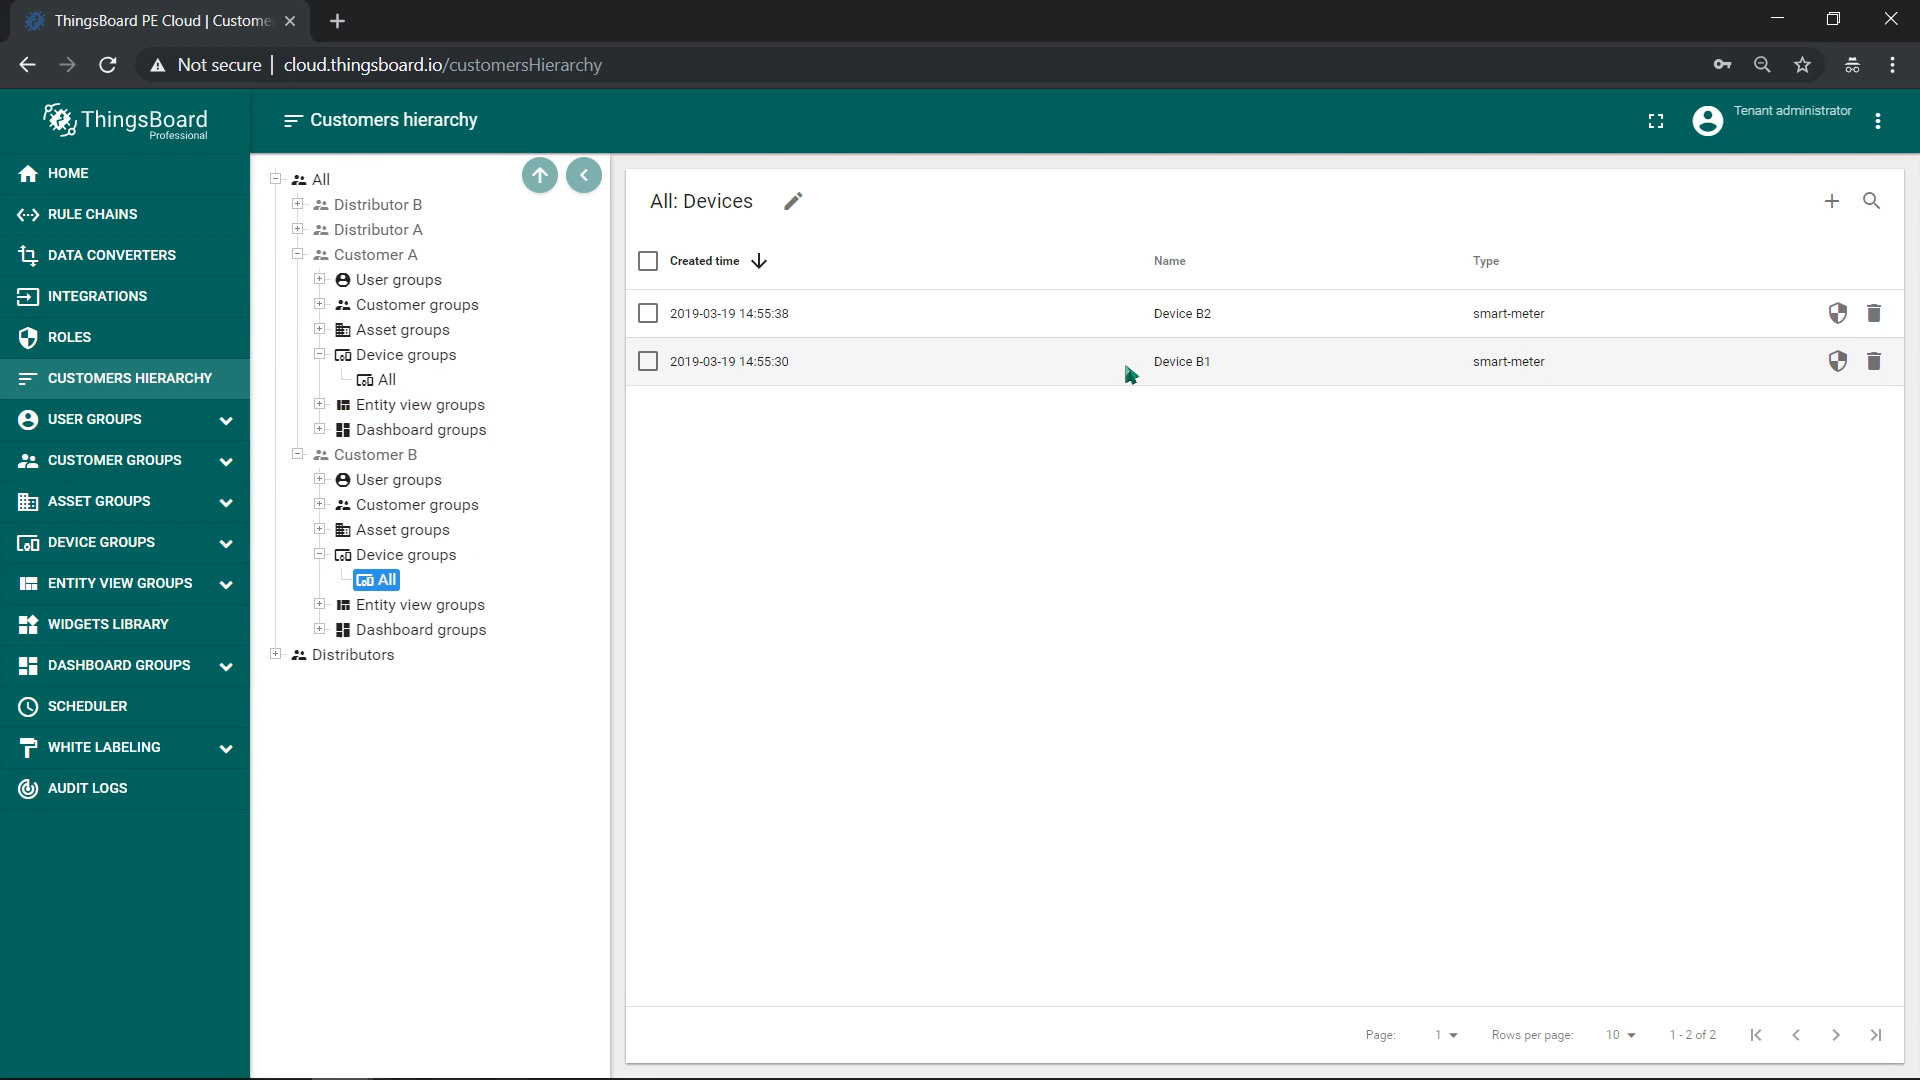 ThingsBoard PE Cloud | Custome
Not secure | cloud.thingsboard.io/customersHierarchy
ThingsBoard
Professional
Customers hierarchy
Tenant administrator
HOME
RULE CHAINS
DATA CONVERTERS
INTEGRATIONS
ROLES
CUSTOMERS HIERARCHY
USER GROUPS
CUSTOMER GROUPS
ASSET GROUPS
DEVICE GROUPS
ENTITY VIEW GROUPS
WIDGETS LIBRARY
DASHBOARD GROUPS
SCHEDULER
WHITE LABELING
AUDIT LOGS
All
Distributor B
Distributor A
Customer A
User groups
Customer groups
Asset groups
Device groups
All
Entity view groups
Dashboard groups
Customer B
User groups
Customer groups
Asset groups
Device groups
All
Entity view groups
Dashboard groups
Distributors
All: Devices
Created time Name Type
2019-03-19 14:55:38 Device B2 smart-meter
2019-03-19 14:55:30 Device B1 smart-meter
Page: 1 Rows per page: 10 1 - 2 of 2